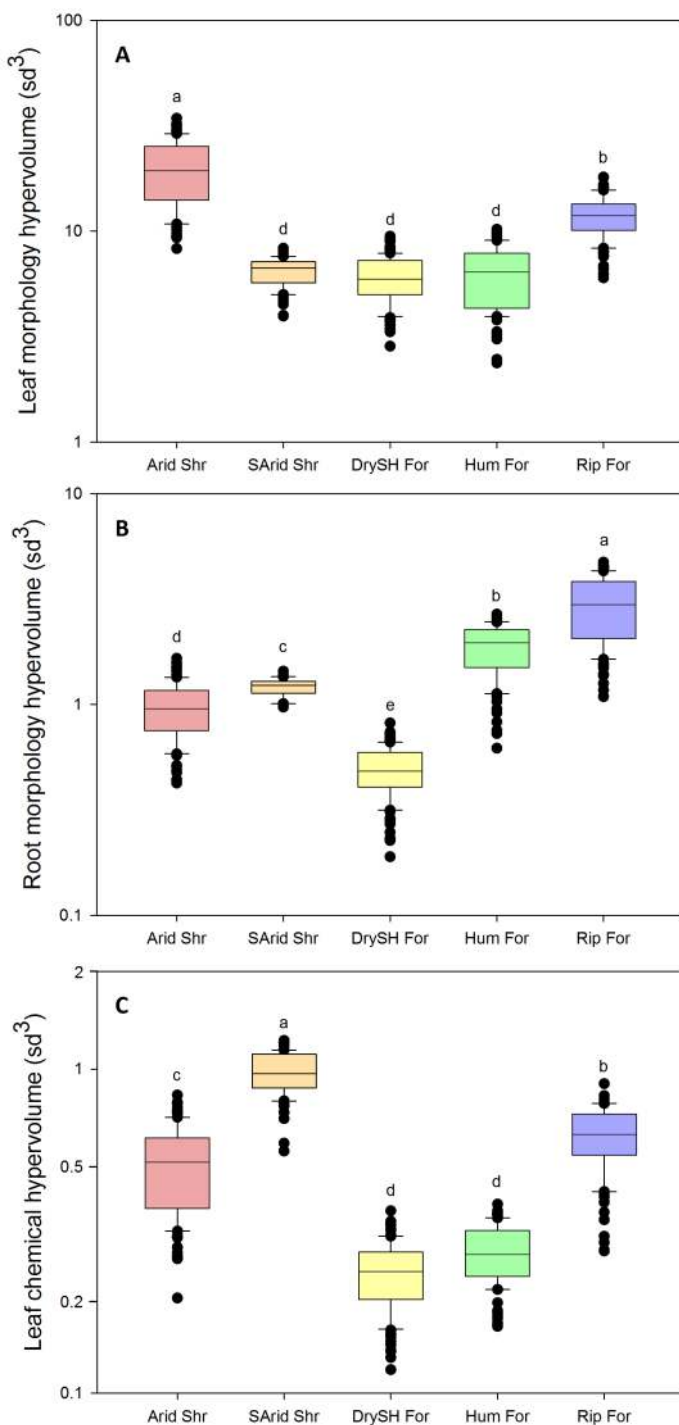 100
A
a
b
d
d
d
10
1
Leaf morphology hypervolume (sd³)
Arid Shr SArid Shr DrySH For Hum For Rip For
10
B
a
b
d
c
1
e
0.1
Root morphology hypervolume (sd³)
Arid Shr SArid Shr DrySH For Hum For Rip For
2
C
a
1
c
b
0.5
d
d
0.2
0.1
Leaf chemical hypervolume (sd³)
Arid Shr SArid Shr DrySH For Hum For Rip For